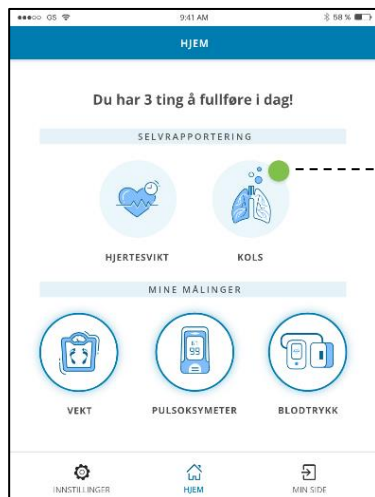 GS 9:41 AM 58 %
HJEM
Du har 3 ting å fullføre i dag!
SELVRAPPORTERING
HJERTESVIKT KOLS
MINE MÅLINGER
99
VEKT PULSOKSYMETER BLODTRYKK
INNSTILLINGER HJEM MIN SIDE